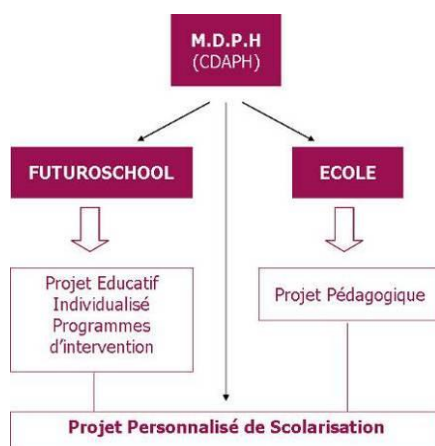 M.D.P.H
(CDAPH)
FUTUROSCHOOL
ECOLE
Projet Educatif
Individualisé
Programmes
d'intervention
Projet Pédagogique
Projet Personnalisé de Scolarisation